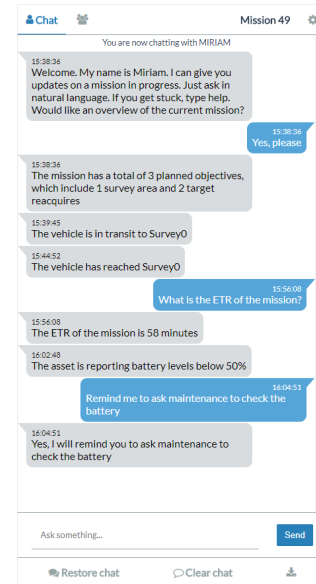 Chat
Mission 49
You are now chatting with MIRIAM
15:38:36
Welcome. My name is Miriam. I can give you
updates on a mission in progress. Just ask in
natural language. If you get stuck, type help.
Would like an overview of the current mission?
15:38:36
Yes, please
15:38:36
The mission has a total of 3 planned objectives,
which include 1 survey area and 2 target
reacquires
15:39:45
The vehicle is in transit to Survey0
15:44:52
The vehicle has reached Survey0
15:56:08
What is the ETR of the mission?
15:56:08
The ETR of the mission is 58 minutes
16:02:48
The asset is reporting battery levels below 50%
16:04:51
Remind me to ask maintenance to check the
battery
16:04:51
Yes, I will remind you to ask maintenance to
check the battery
Ask something...
Send
Restore chat
Clear chat